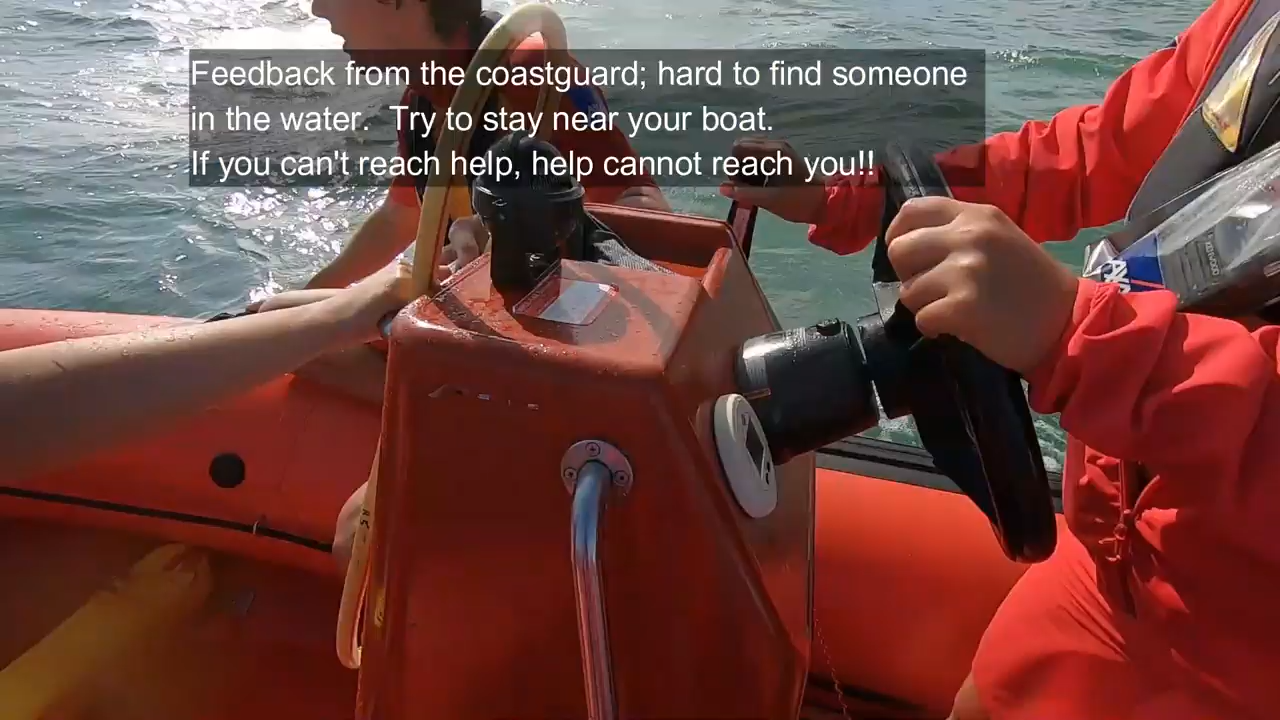 Feedback from the coastguard; hard to find someone
in the water.  Try to stay near your boat.
If you can't reach help, help cannot reach you!!
KENWOOD